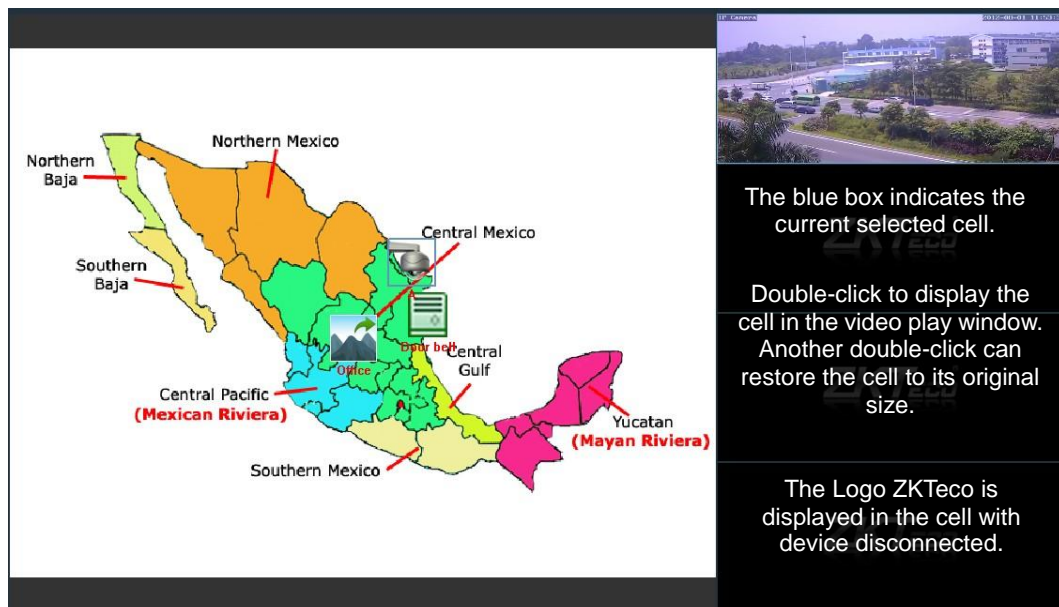 IP Camera
Northern Mexico
Northern
Baja
Central Mexico
Southern
Baja
Door bell
Office
Central
Gulf
Central Pacific
(Mexican Riviera)
Yucatan
(Mayan Riviera)
Southern Mexico
The blue box indicates the
current selected cell.
ZKTeco
Double-click to display the
cell in the video play window.
Another double-click can
restore the cell to its original
size.
The Logo ZKTeco is
displayed in the cell with
device disconnected.